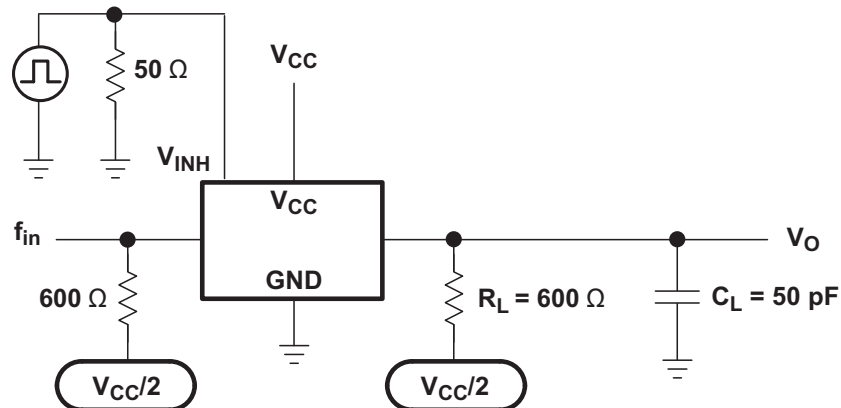 50 Ω
VCC
VINH
VCC
fin
VO
GND
600 Ω
RL = 600 Ω
CL = 50 pF
VCC/2
VCC/2